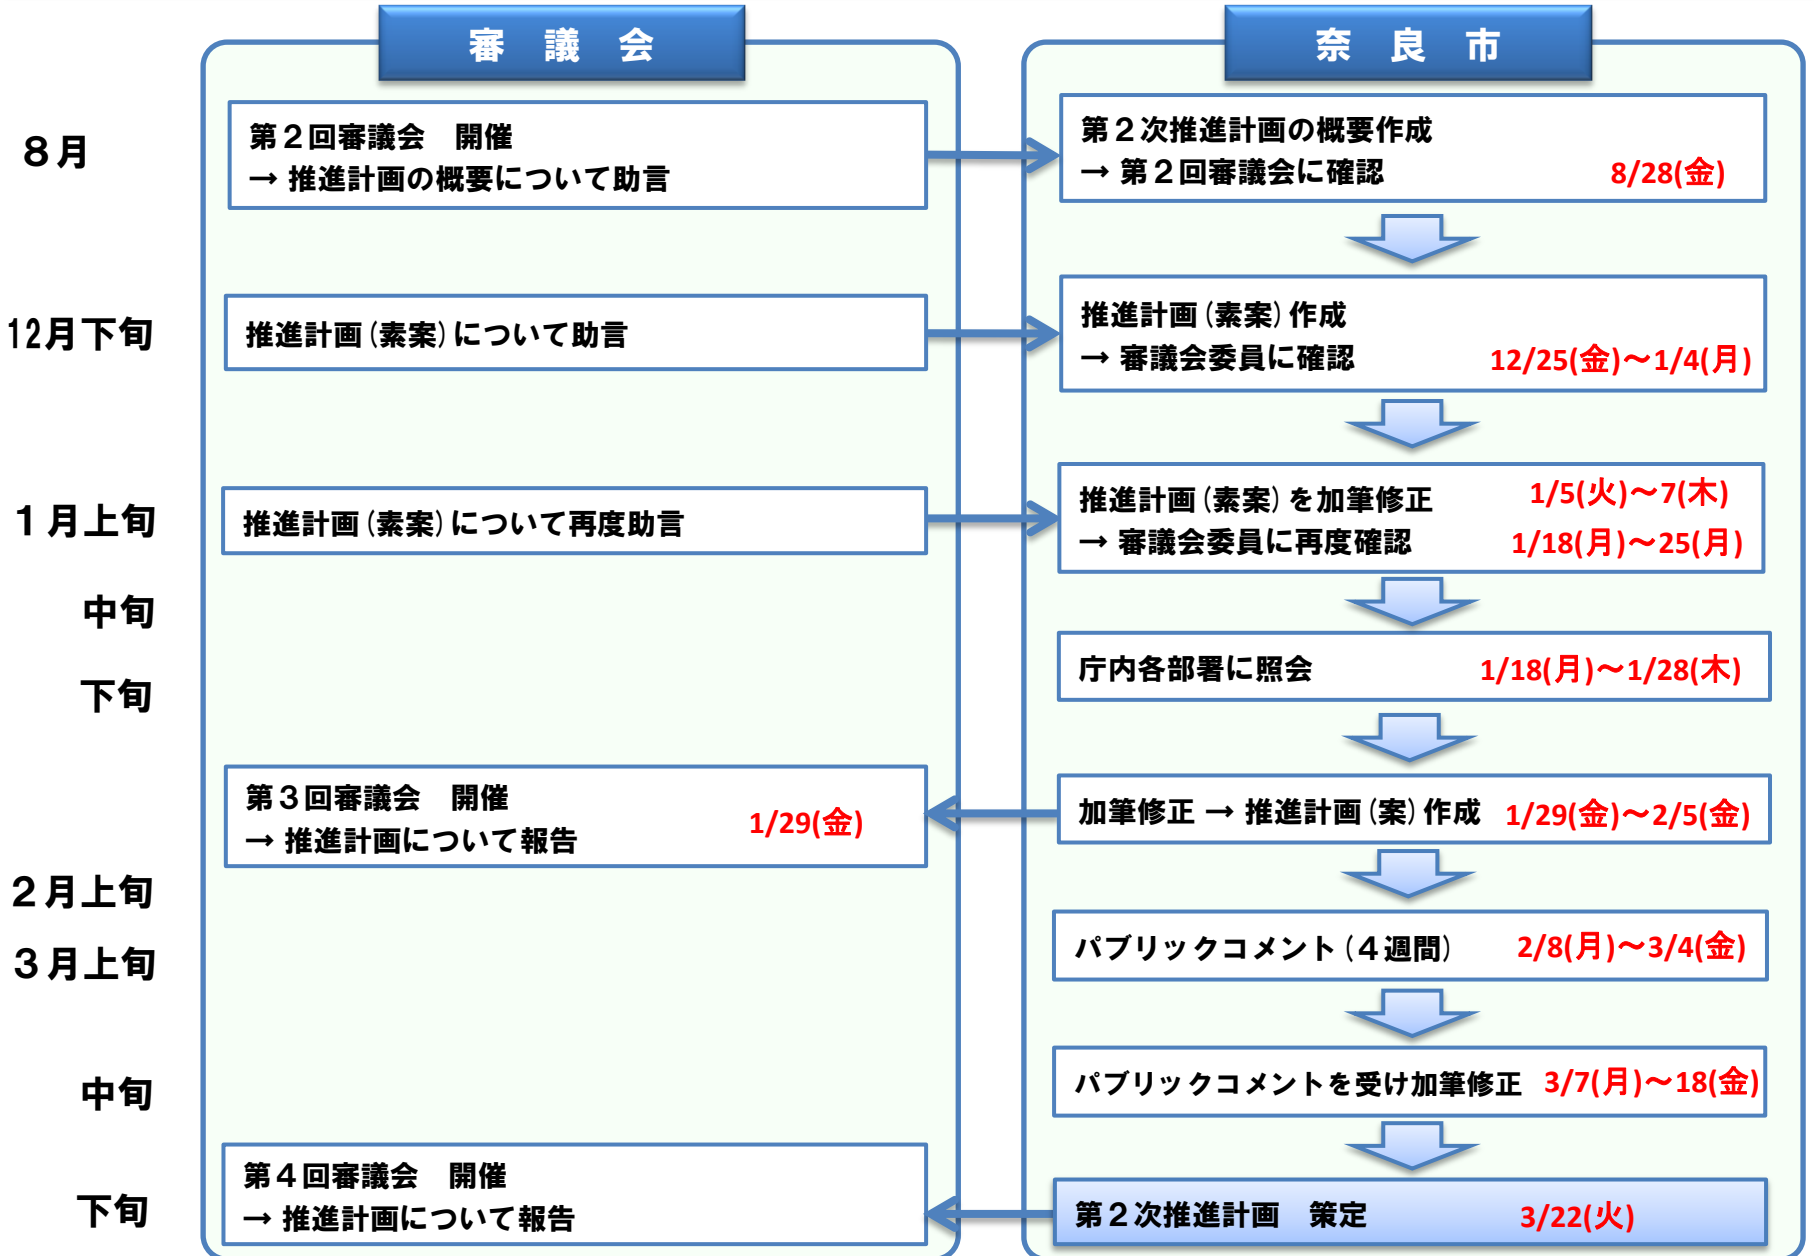 審議会
奈良市
8月
第2回審議会　開催
→ 推進計画の概要について助言
第2次推進計画の概要作成
→ 第2回審議会に確認　8/28(金)
12月下旬
推進計画(素案)について助言
推進計画(素案)作成
→ 審議会委員に確認　12/25(金)～1/4(月)
1月上旬
推進計画(素案)について再度助言
推進計画(素案)を加筆修正　1/5(火)～7(木)
→ 審議会委員に再度確認　1/18(月)～25(月)
中旬
庁内各部署に照会　1/18(月)～1/28(木)
下旬
第3回審議会　開催
→ 推進計画について報告　1/29(金)
加筆修正 → 推進計画(案)作成　1/29(金)～2/5(金)
2月上旬
パブリックコメント(4週間)　2/8(月)～3/4(金)
3月上旬
パブリックコメントを受け加筆修正　3/7(月)～18(金)
中旬
第4回審議会　開催
→ 推進計画について報告
下旬
第2次推進計画　策定　3/22(火)